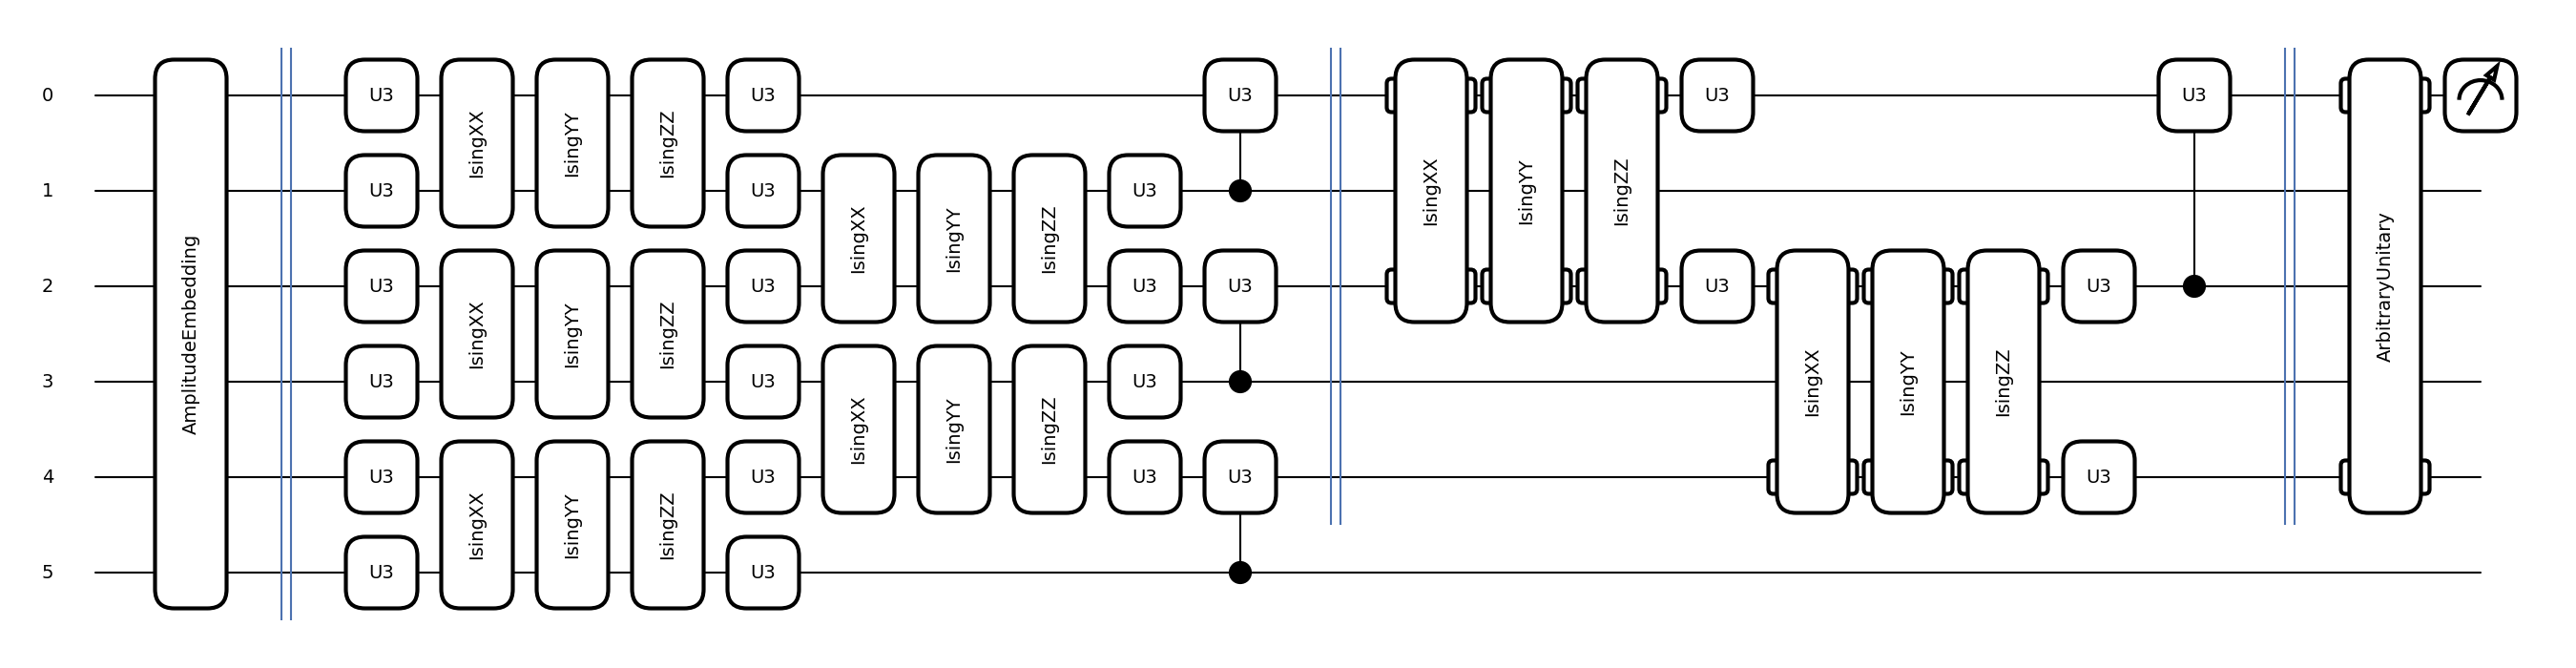 0 U3 U3 U3 U3 U3
1 U3 U3 U3
2 U3 U3 U3 U3 U3 U3
3 U3 U3 U3
4 U3 U3 U3 U3 U3
5 U3 U3
AmplitudeEmbedding
IsingXX IsingYY IsingZZ
IsingXX IsingYY IsingZZ
IsingXX IsingYY IsingZZ
IsingXX IsingYY IsingZZ
IsingXX IsingYY IsingZZ
IsingXX IsingYY IsingZZ
IsingXX IsingYY IsingZZ
ArbitraryUnitary